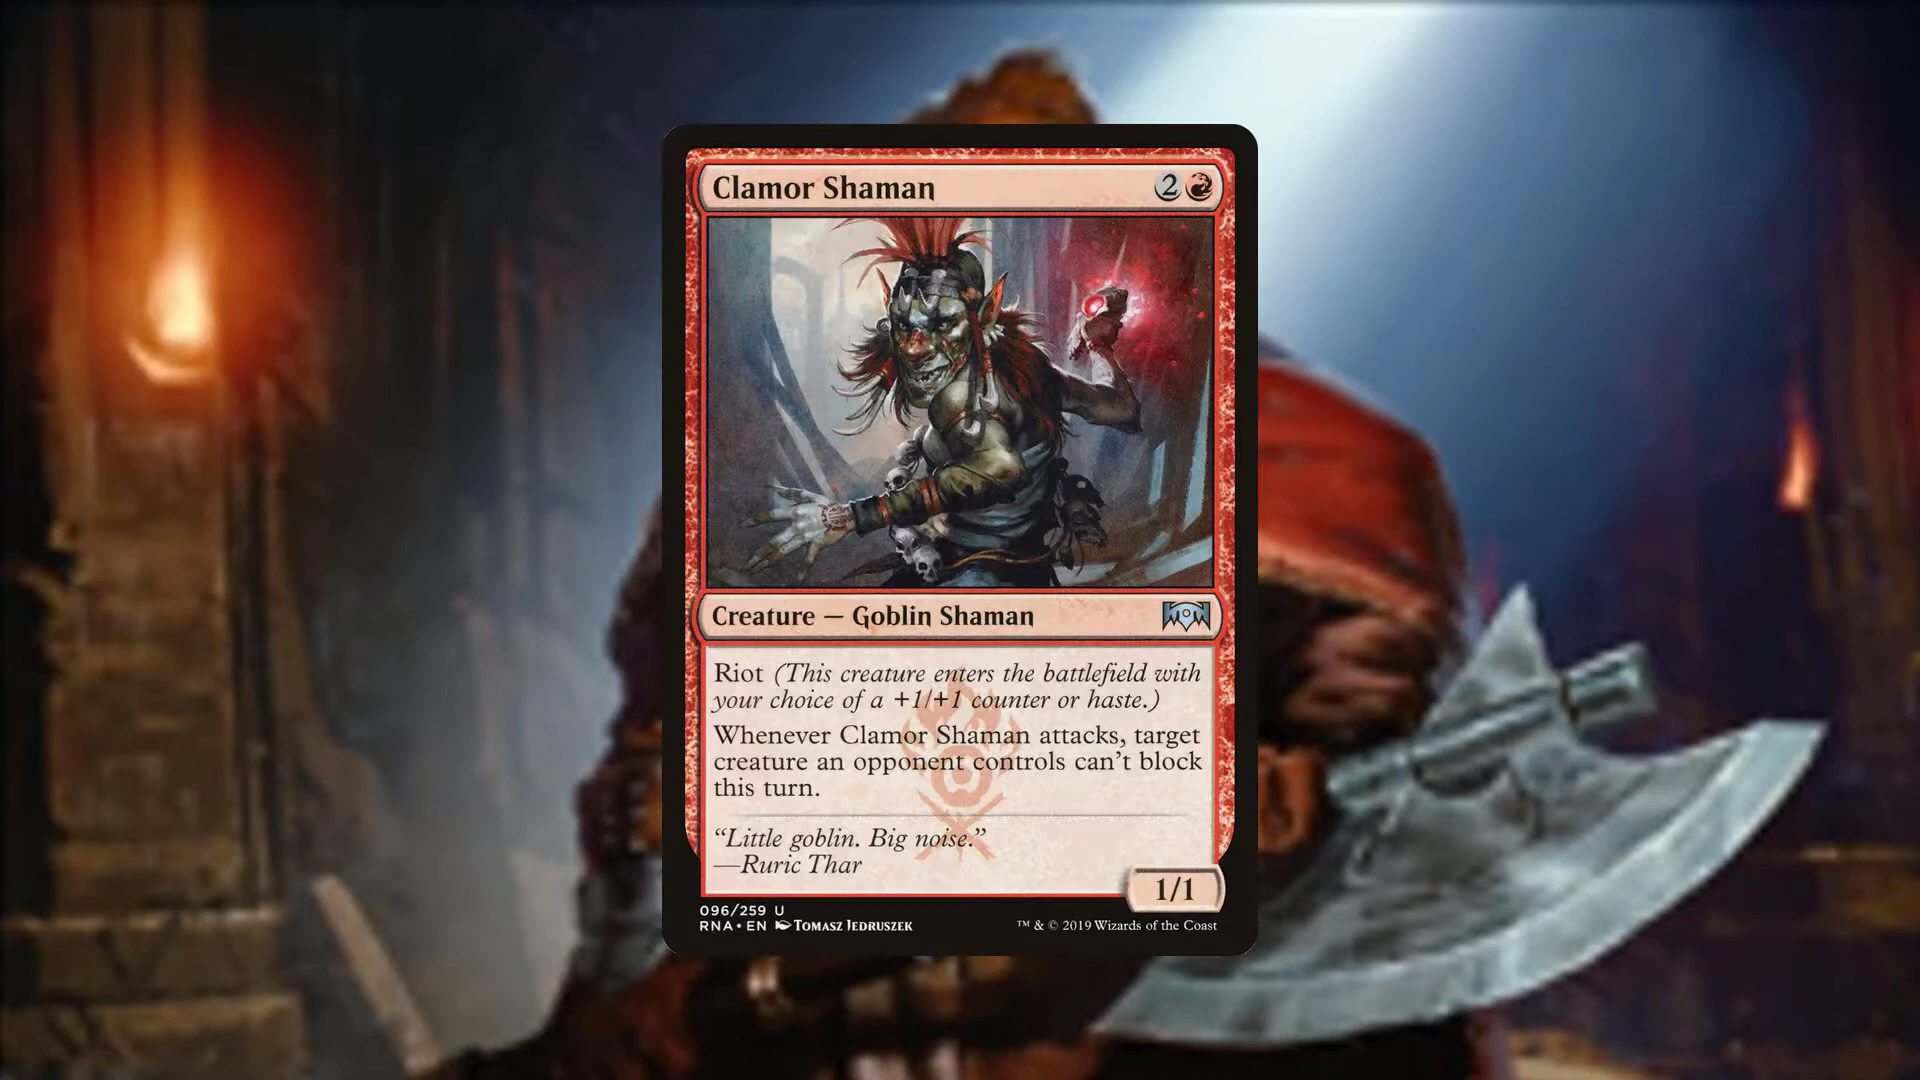 Clamor Shaman 2
Creature — Goblin Shaman
Riot (This creature enters the battlefield with
your choice of a +1/+1 counter or haste.)
Whenever Clamor Shaman attacks, target
creature an opponent controls can't block
this turn.
“Little goblin. Big noise.”
—Ruric Thar
1/1
096/259 U
RNA • EN Tomasz Jedruszek
™ & © 2019 Wizards of the Coast